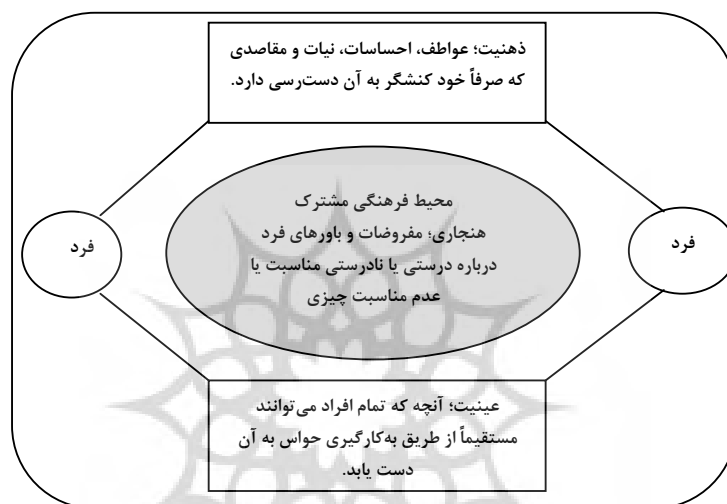 ذهنیت؛ عواطف، احساسات، نیات و مقاصدی
که صرفاً خود کنشگر به آن دست‌رسی دارد.
محیط فرهنگی مشترک
هنجاری؛ مفروضات و باورهای فرد
درباره درستی یا نادرستی مناسبت یا
عدم مناسبت چیزی
فرد
فرد
عینیت؛ آنچه که تمام افراد می‌توانند
مستقیماً از طریق به‌کارگیری حواس به آن
دست یابد.